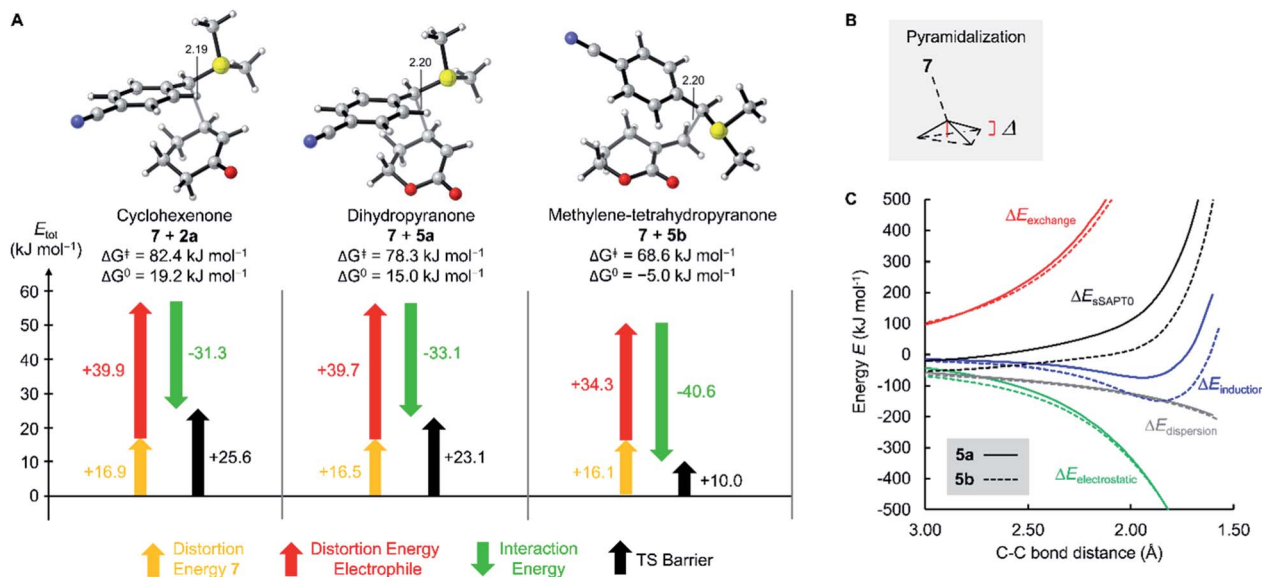 A
2.19
2.20
2.20
Cyclohexenone
7 + 2a
ΔG‡ = 82.4 kJ mol⁻¹
ΔG⁰ = 19.2 kJ mol⁻¹
Dihydropyranone
7 + 5a
ΔG‡ = 78.3 kJ mol⁻¹
ΔG⁰ = 15.0 kJ mol⁻¹
Methylene-tetrahydropyranone
7 + 5b
ΔG‡ = 68.6 kJ mol⁻¹
ΔG⁰ = −5.0 kJ mol⁻¹
E_tot
(kJ mol⁻¹)
60
50
40
30
20
10
0
+39.9
+16.9
-31.3
+25.6
+39.7
+16.5
-33.1
+23.1
+34.3
+16.1
-40.6
+10.0
Distortion
Energy 7
Distortion Energy
Electrophile
Interaction
Energy
TS Barrier
B
Pyramidalization
7
Δ
C
Energy E (kJ mol⁻¹)
500
400
300
200
100
0
-100
-200
-300
-400
-500
ΔE_exchange
ΔE_sSAPT0
ΔE_induction
ΔE_dispersion
ΔE_electrostatic
5a
5b
3.00
2.50
2.00
1.50
C-C bond distance (Å)